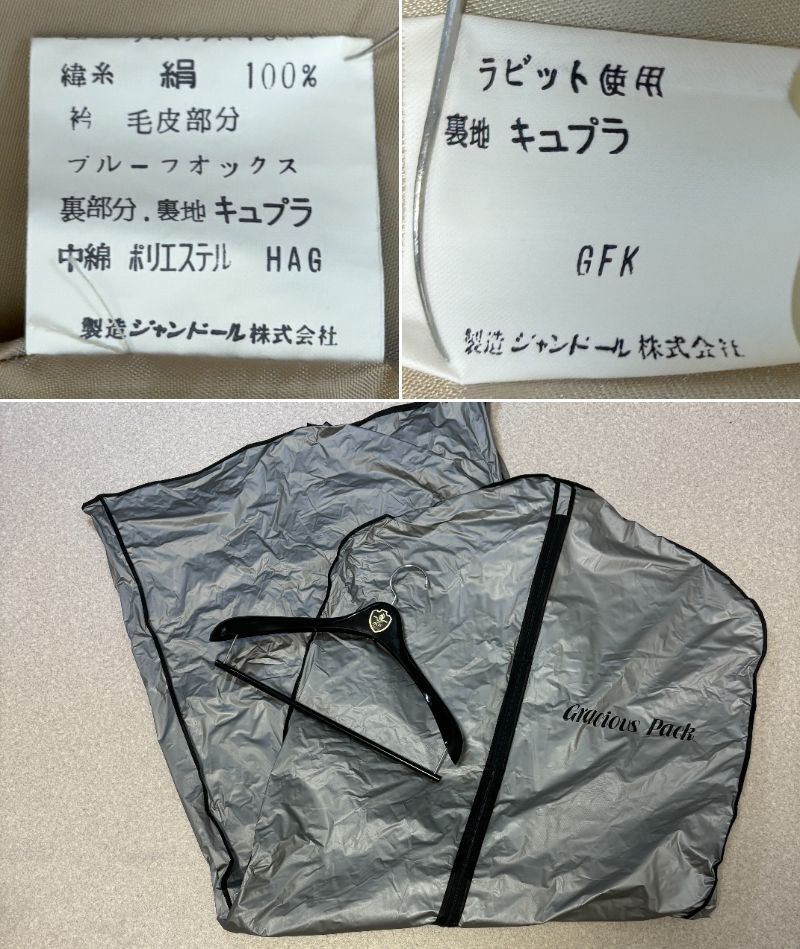 緯糸 絹 100%
衿 毛皮部分
ブルーフオックス
裏部分.裏地 キュプラ
中綿 ポリエステル HAG
製造 ジャンドール株式会社
ラビット使用
裏地 キュプラ
GFK
製造 ジャンドール株式会社
Gracious Pack